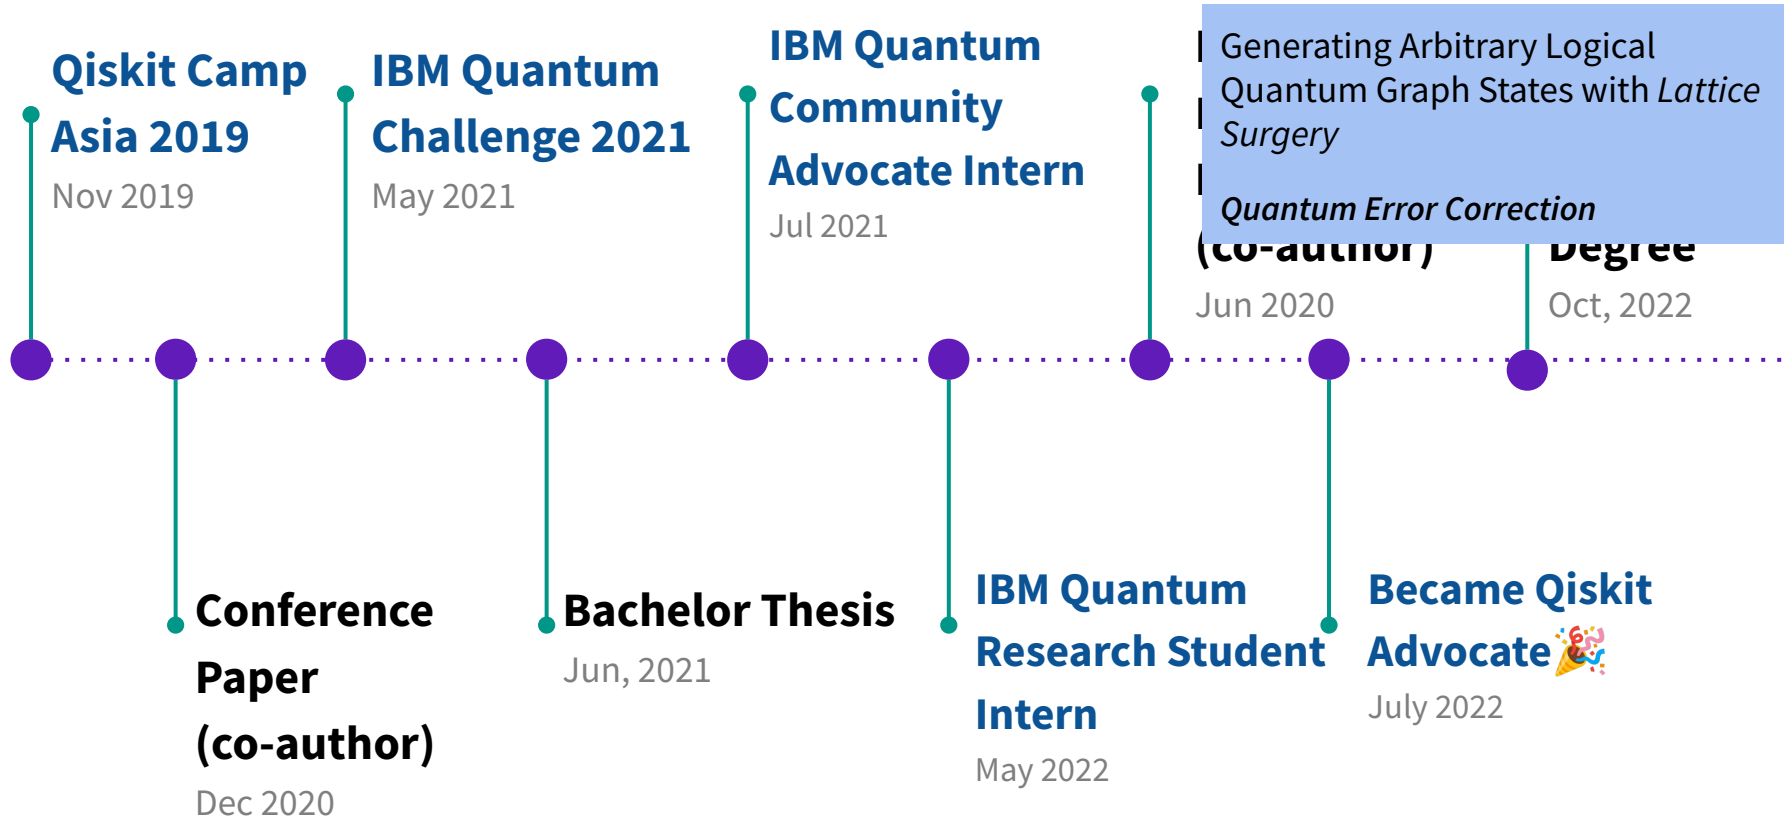 Qiskit Camp
Asia 2019
Nov 2019
IBM Quantum
Challenge 2021
May 2021
IBM Quantum
Community
Advocate Intern
Jul 2021
Generating Arbitrary Logical
Quantum Graph States with Lattice
Surgery
Quantum Error Correction
(co-author)
Jun 2020
Degree
Oct, 2022
Conference
Paper
(co-author)
Dec 2020
Bachelor Thesis
Jun, 2021
IBM Quantum
Research Student
Intern
May 2022
Became Qiskit
Advocate🎉
July 2022